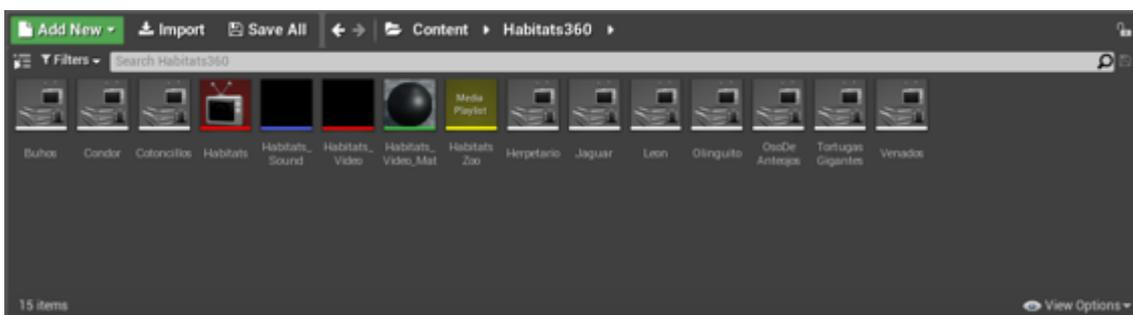 Add New Import Save All Content Habitats360
Filters Search Habitats360
Media
Playlist
Buhos Condor Cotoncillos Habitats Habitats_ Habitats_ Habitats_ Habitats Herpetario Jaguar Leon Olinguito OsoDe Tortugas Venados
Sound Video Video_Mat Zoo Anteojos Gigantes
15 items View Options